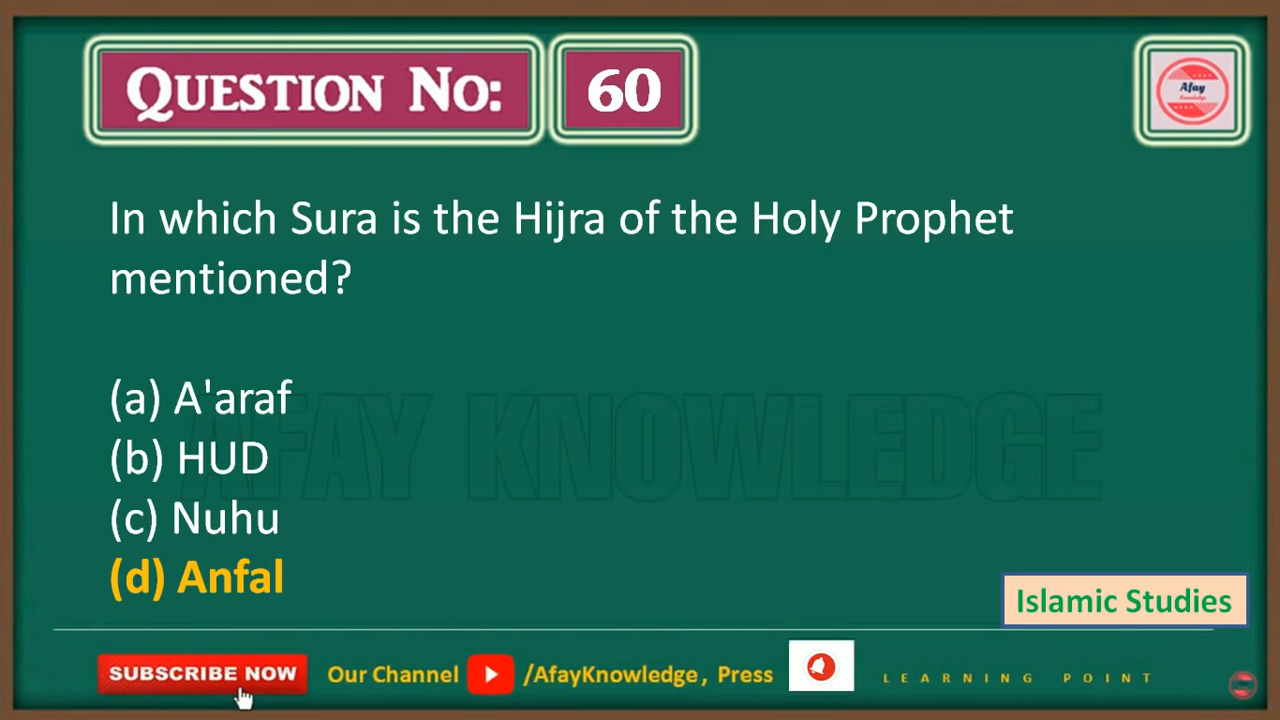 QUESTION NO: 60
Afay
Knowledge
In which Sura is the Hijra of the Holy Prophet
mentioned?
(a) A'araf
(b) HUD
(c) Nuhu
(d) Anfal
AFAY KNOWLEDGE
Islamic Studies
SUBSCRIBE NOW Our Channel /AfayKnowledge, Press LEARNING POINT